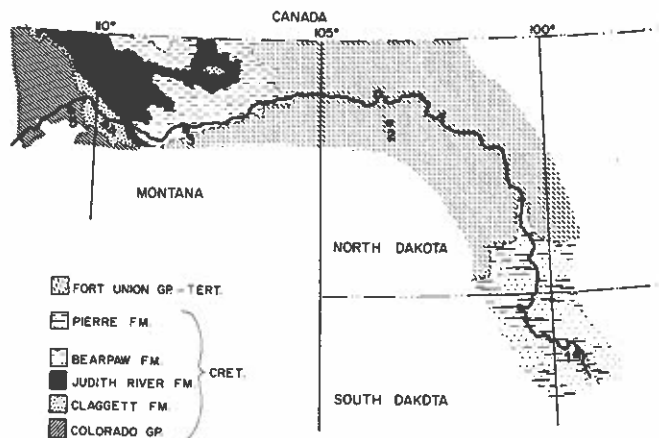 CANADA
110°
105°
100°
MONTANA
NORTH DAKOTA
SOUTH DAKOTA
FORT UNION GP. - TERT.
PIERRE FM.
BEARPAW FM.
JUDITH RIVER FM.
CLAGGETT FM.
COLORADO GP.
CRET.